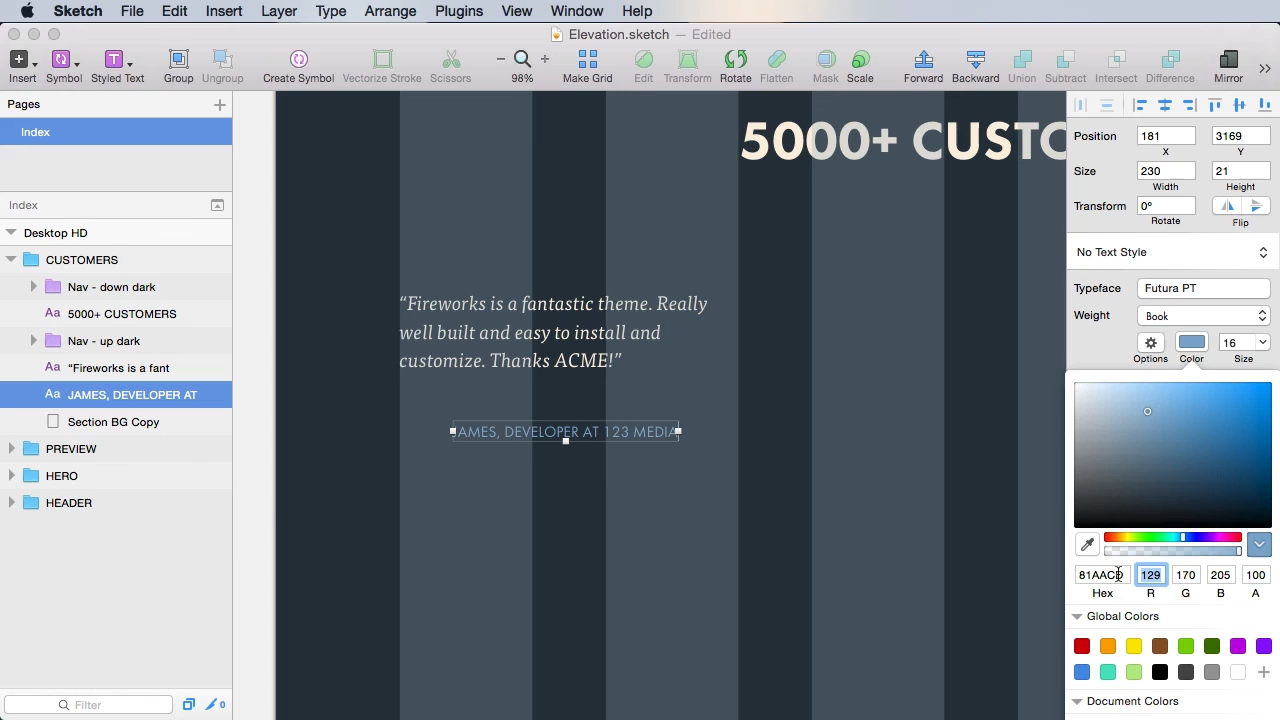 Sketch File Edit Insert Layer Type Arrange Plugins View Window Help
Elevation.sketch — Edited
Insert Symbol Styled Text Group Ungroup Create Symbol Vectorize Stroke Scissors 98% Make Grid Edit Transform Rotate Flatten Mask Scale Forward Backward Union Subtract Intersect Difference Mirror
Pages
Index
Index
Desktop HD
CUSTOMERS
Nav - down dark
Aa 5000+ CUSTOMERS
Nav - up dark
Aa “Fireworks is a fant
Aa JAMES, DEVELOPER AT
Section BG Copy
PREVIEW
HERO
HEADER
Filter
0
5000+ CUSTO
“Fireworks is a fantastic theme. Really
well built and easy to install and
customize. Thanks ACME!”
JAMES, DEVELOPER AT 123 MEDIA
Position 181 3169
X Y
Size 230 21
Width Height
Transform 0º
Rotate Flip
No Text Style
Typeface Futura PT
Weight Book
16
Options Color Size
81AACD 129 170 205 100
Hex R G B A
Global Colors
Document Colors